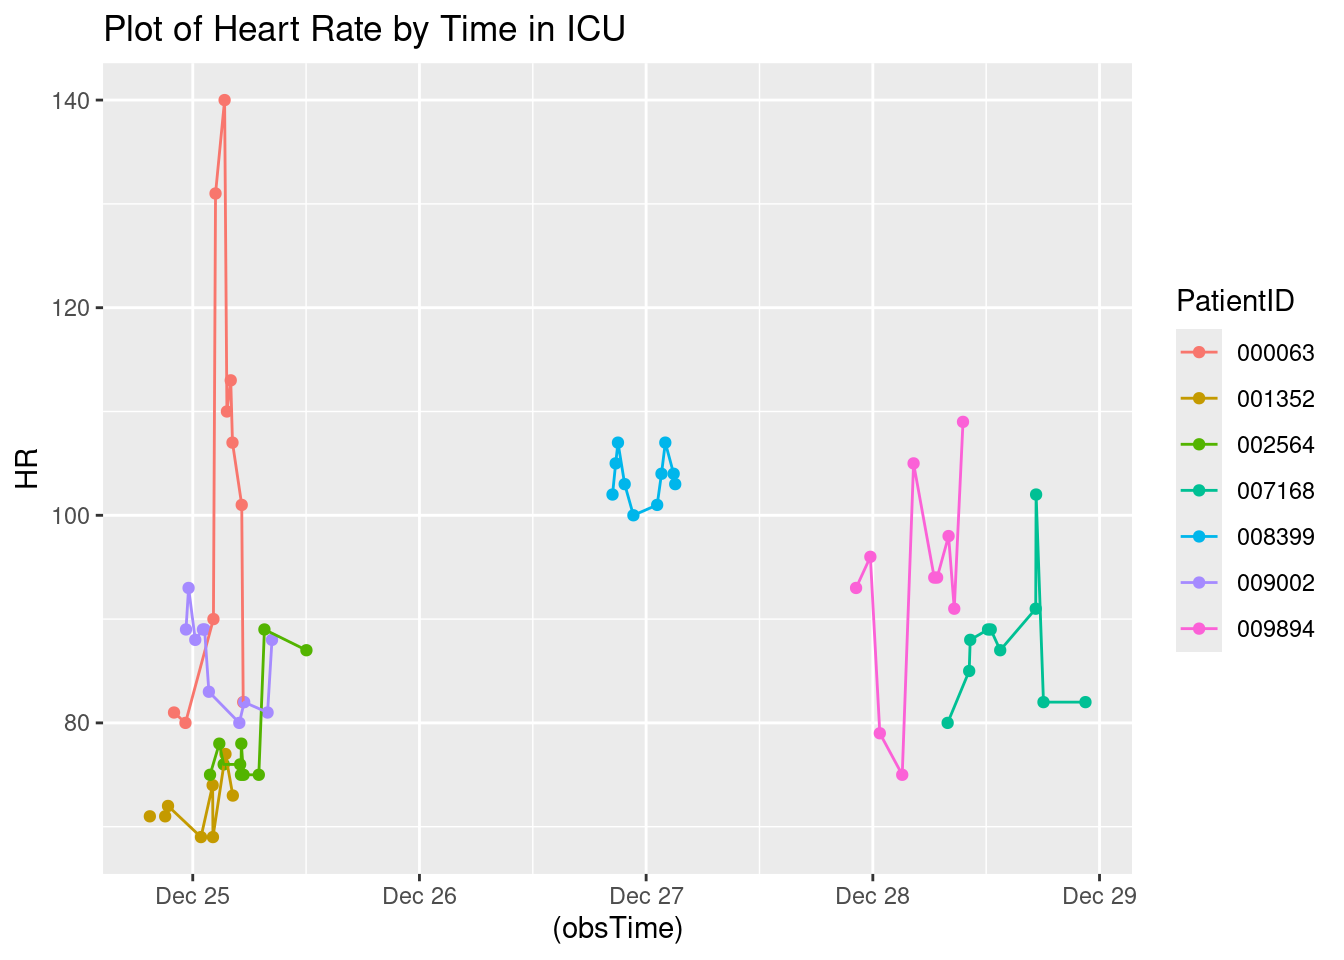 Plot of Heart Rate by Time in ICU
HR
140
120
100
80
Dec 25
Dec 26
Dec 27
Dec 28
Dec 29
(obsTime)
PatientID
000063
001352
002564
007168
008399
009002
009894